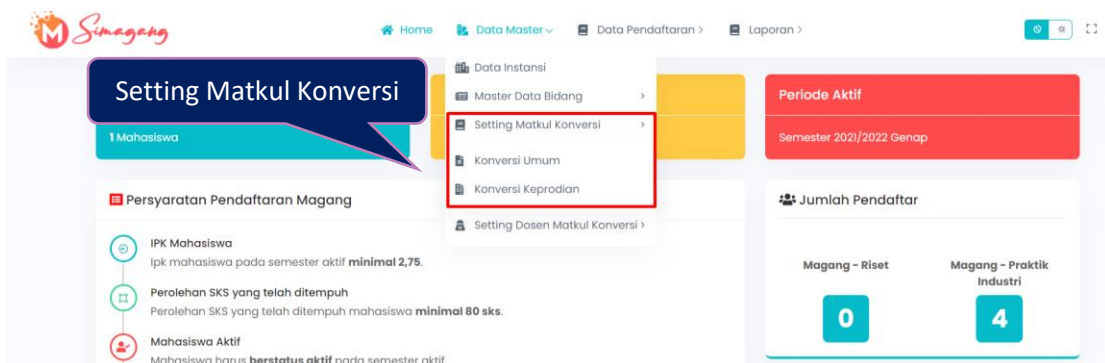 Simagang
Home
Data Master
Data Pendaftaran >
Laporan >
Data Instansi
Master Data Bidang >
Setting Matkul Konversi >
Konversi Umum
Konversi Keprodian
Setting Dosen Matkul Konversi >
Setting Matkul Konversi
1 Mahasiswa
Periode Aktif
Semester 2021/2022 Genap
Persyaratan Pendaftaran Magang
IPK Mahasiswa
Ipk mahasiswa pada semester aktif minimal 2,75.
Perolehan SKS yang telah ditempuh
Perolehan SKS yang telah ditempuh mahasiswa minimal 80 sks.
Mahasiswa Aktif
Mahasiswa harus berstatus aktif pada semester aktif.
Jumlah Pendaftar
Magang - Riset
0
Magang - Praktik
Industri
4